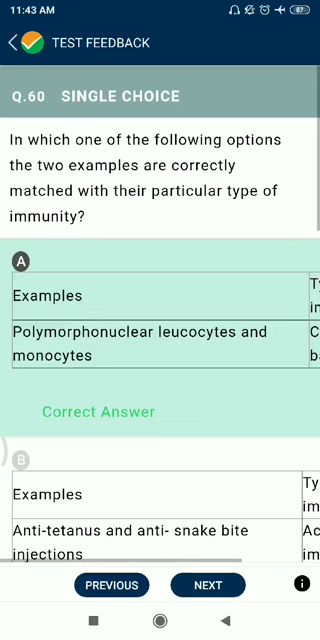 11:43 AM
87
TEST FEEDBACK
Q.60 SINGLE CHOICE
In which one of the following options
the two examples are correctly
matched with their particular type of
immunity?
A
Examples
Polymorphonuclear leucocytes and
monocytes
Correct Answer
B
Examples
Anti-tetanus and anti- snake bite
injections
PREVIOUS
NEXT